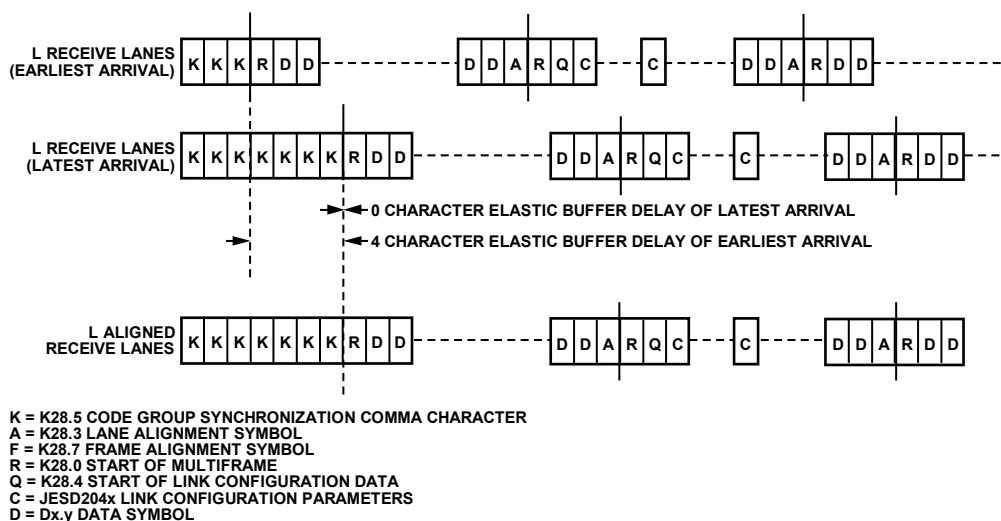 L RECEIVE LANES
(EARLIEST ARRIVAL)
K K K R D D
D D A R Q C
C
D D A R D D
L RECEIVE LANES
(LATEST ARRIVAL)
K K K K K K K R D D
D D A R Q C
C
D D A R D D
0 CHARACTER ELASTIC BUFFER DELAY OF LATEST ARRIVAL
4 CHARACTER ELASTIC BUFFER DELAY OF EARLIEST ARRIVAL
L ALIGNED
RECEIVE LANES
K K K K K K K R D D
D D A R Q C
C
D D A R D D
K = K28.5 CODE GROUP SYNCHRONIZATION COMMA CHARACTER
A = K28.3 LANE ALIGNMENT SYMBOL
F = K28.7 FRAME ALIGNMENT SYMBOL
R = K28.0 START OF MULTIFRAME
Q = K28.4 START OF LINK CONFIGURATION DATA
C = JESD204x LINK CONFIGURATION PARAMETERS
D = Dx.y DATA SYMBOL